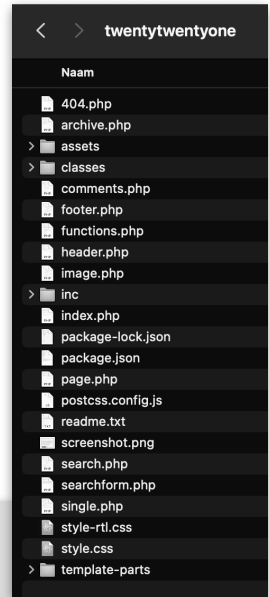 twentytwentyone
Naam
404.php
archive.php
assets
classes
comments.php
footer.php
functions.php
header.php
image.php
inc
index.php
package-lock.json
package.json
page.php
postcss.config.js
readme.txt
screenshot.png
search.php
searchform.php
single.php
style-rtl.css
style.css
template-parts